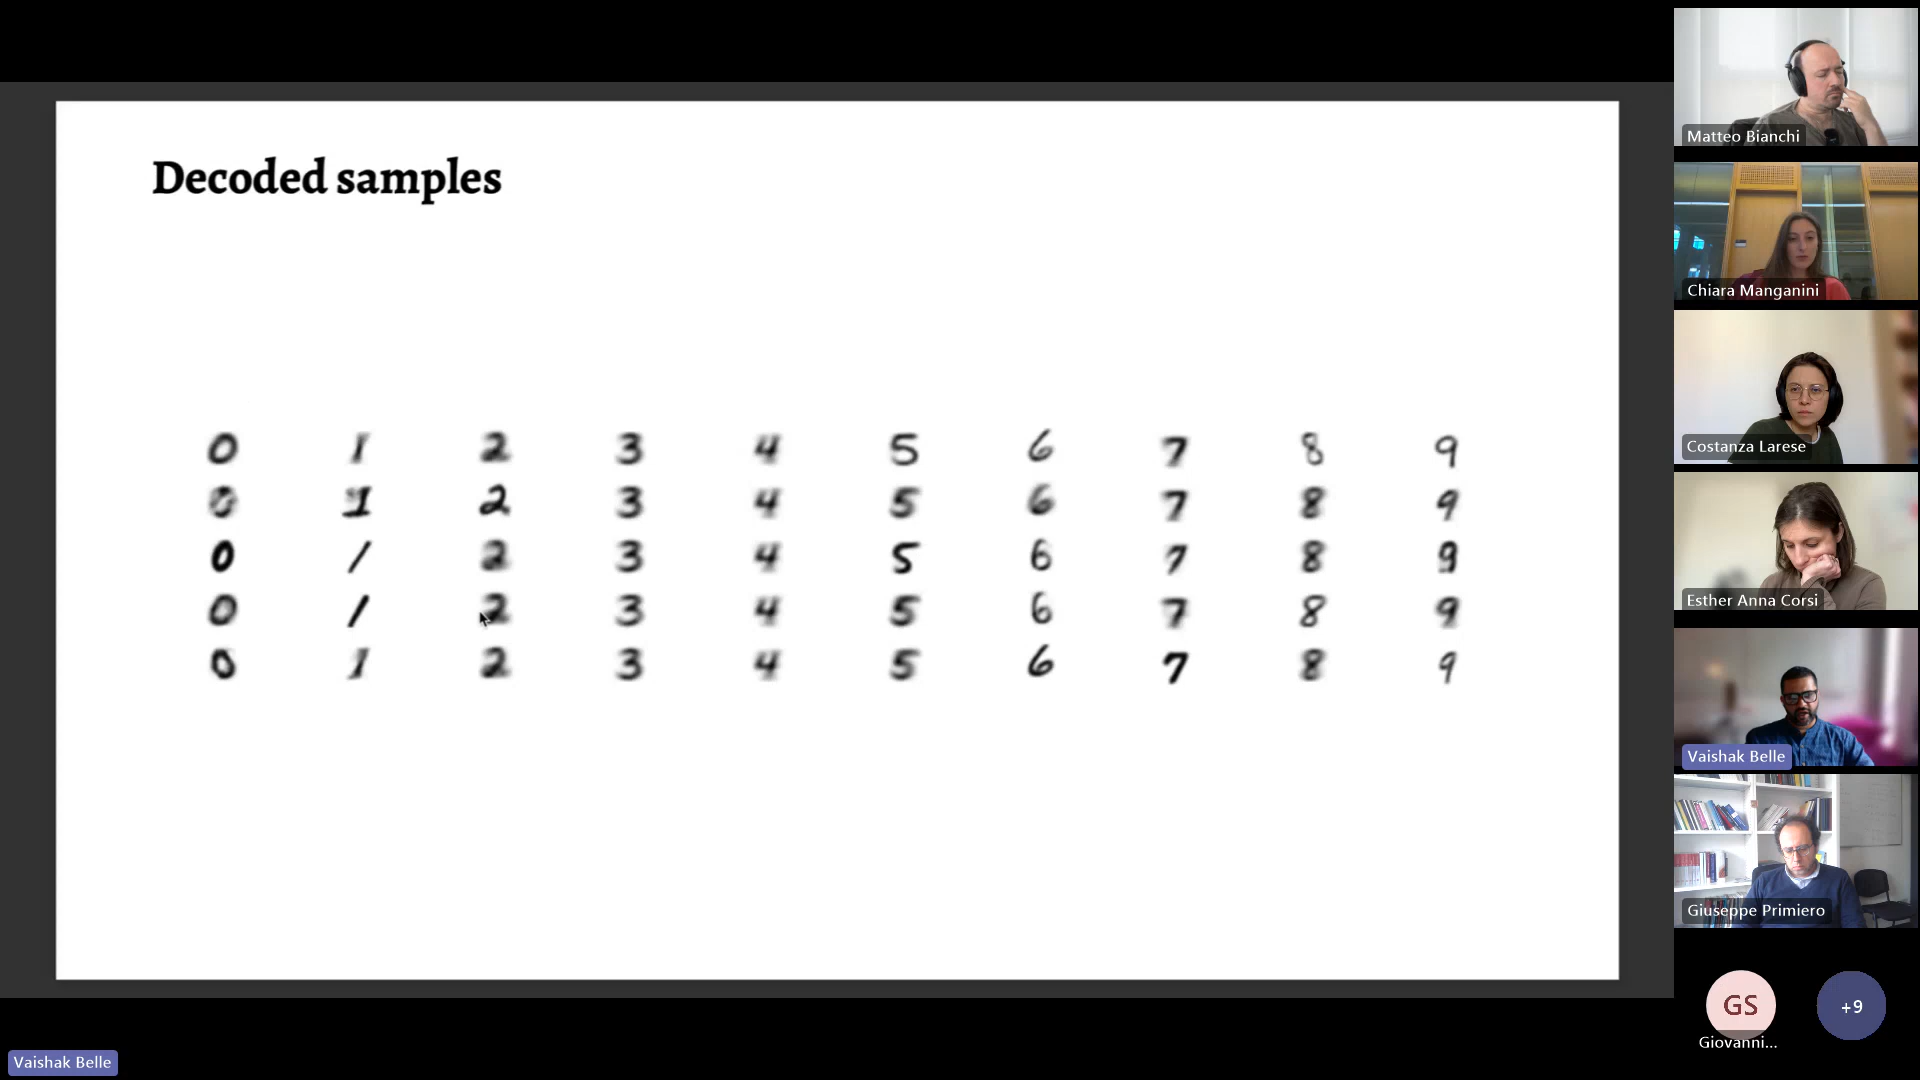 Decoded samples
0 1 2 3 4 5 6 7 8 9
0 1 2 3 4 5 6 7 8 9
0 1 2 3 4 5 6 7 8 9
0 1 2 3 4 5 6 7 8 9
0 1 2 3 4 5 6 7 8 9
Matteo Bianchi
Chiara Manganini
Costanza Larese
Esther Anna Corsi
Vaishak Belle
Giuseppe Primiero
GS
+9
Giovanni...
Vaishak Belle